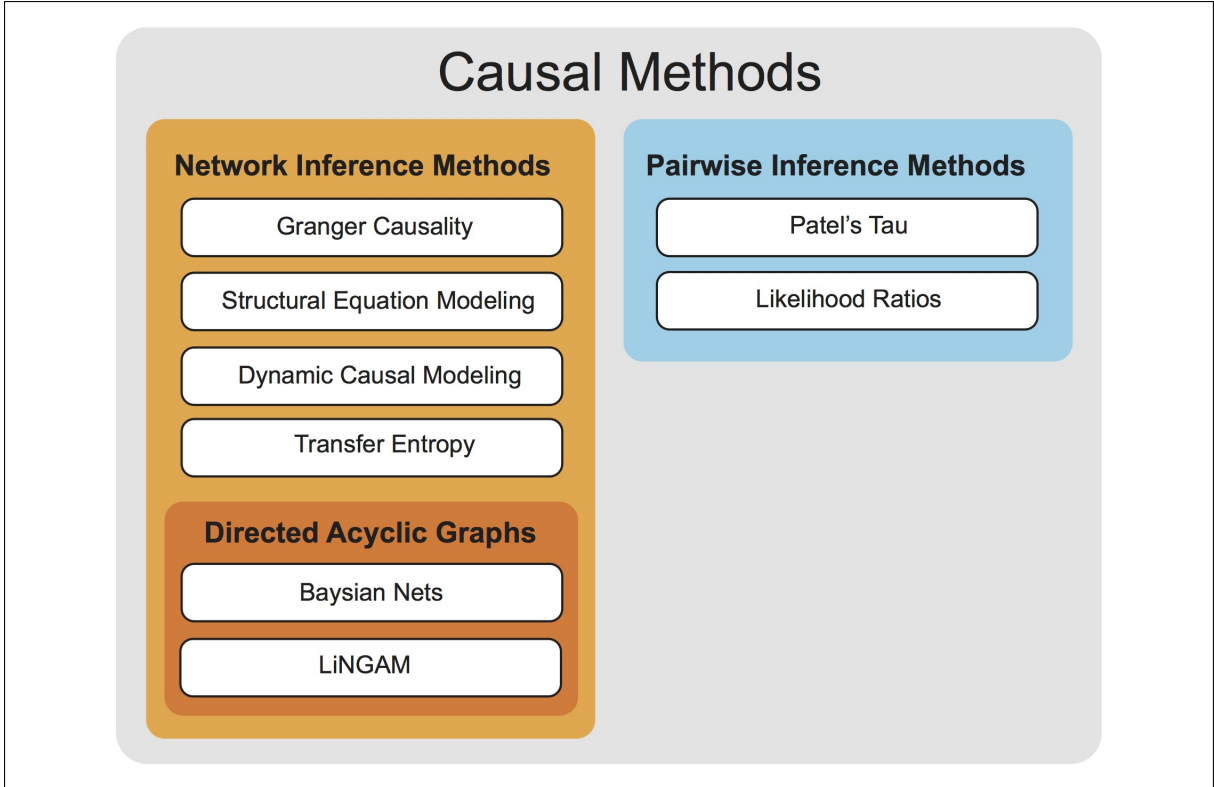 Causal Methods
Network Inference Methods
Granger Causality
Structural Equation Modeling
Dynamic Causal Modeling
Transfer Entropy
Directed Acyclic Graphs
Baysian Nets
LiNGAM
Pairwise Inference Methods
Patel’s Tau
Likelihood Ratios